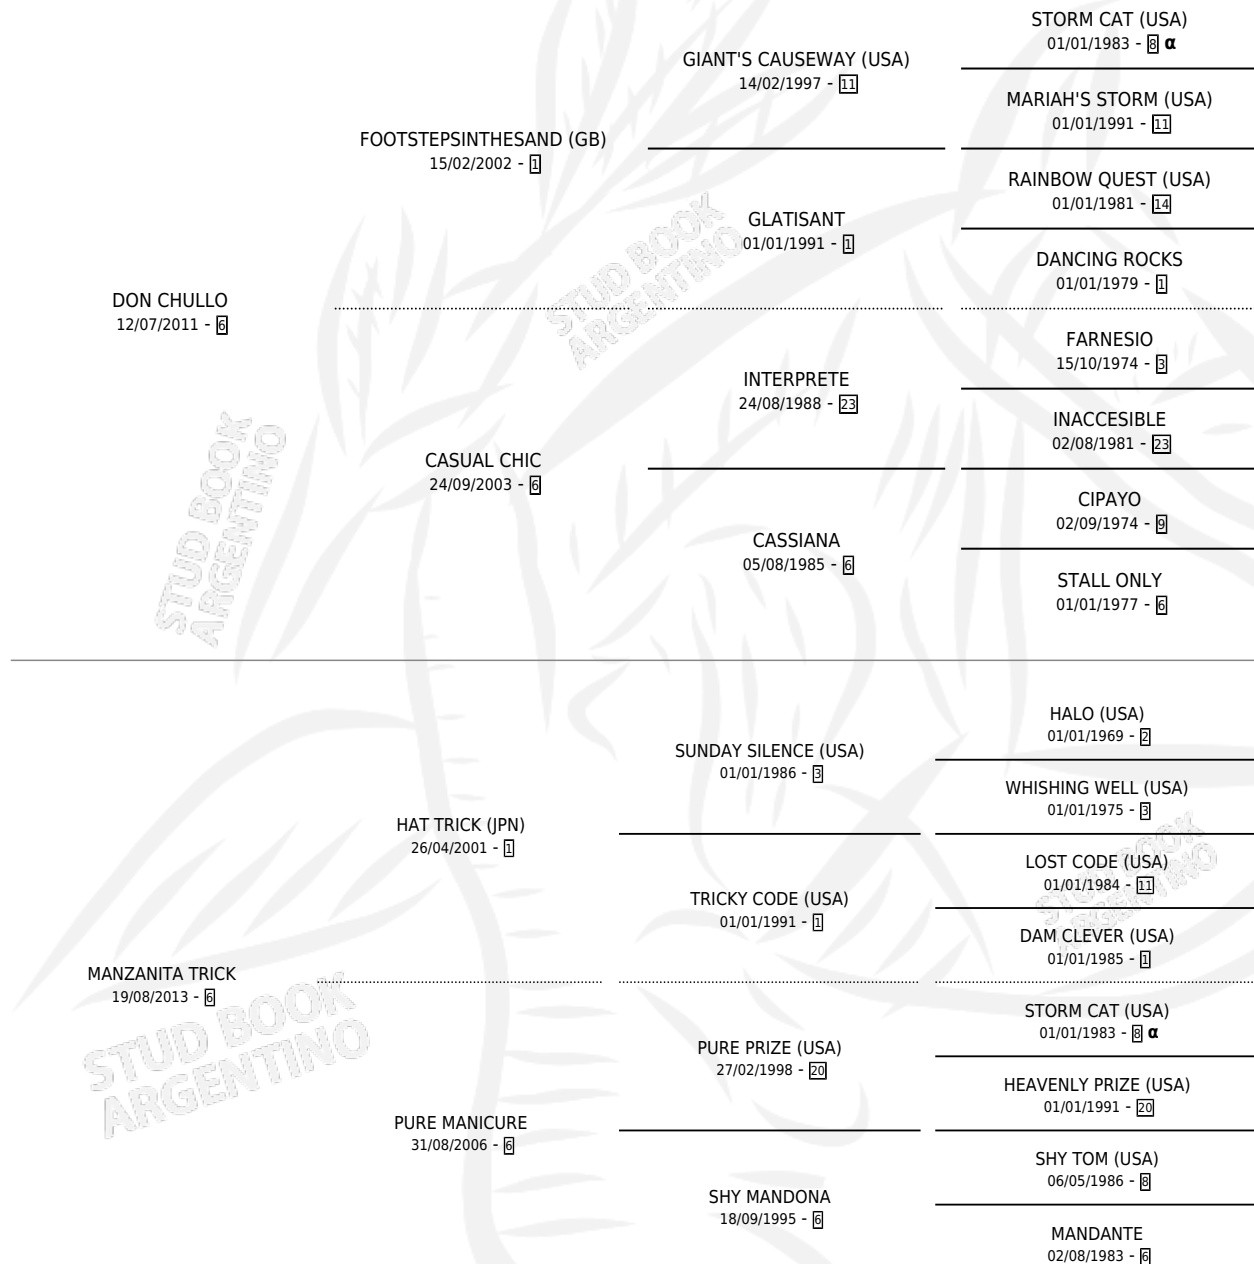 STORM CAT (USA)
01/01/1983 - 8 α
GIANT'S CAUSEWAY (USA)
14/02/1997 - 11
MARIAH'S STORM (USA)
01/01/1991 - 11
FOOTSTEPSINTHESAND (GB)
15/02/2002 - 1
RAINBOW QUEST (USA)
01/01/1981 - 14
GLATISANT
01/01/1991 - 1
DANCING ROCKS
01/01/1979 - 1
DON CHULLO
12/07/2011 - 6
FARNESIO
15/10/1974 - 3
INTERPRETE
24/08/1988 - 23
INACCESIBLE
02/08/1981 - 23
CASUAL CHIC
24/09/2003 - 6
CIPAYO
02/09/1974 - 9
CASSIANA
05/08/1985 - 6
STALL ONLY
01/01/1977 - 6
STUD BOOK
ARGENTINO
STUD BOOK
ARGENTINO
HALO (USA)
01/01/1969 - 2
SUNDAY SILENCE (USA)
01/01/1986 - 3
WHISHING WELL (USA)
01/01/1975 - 3
HAT TRICK (JPN)
26/04/2001 - 1
LOST CODE (USA)
01/01/1984 - 11
TRICKY CODE (USA)
01/01/1991 - 1
DAM CLEVER (USA)
01/01/1985 - 1
STUD BOOK
ARGENTINO
MANZANITA TRICK
19/08/2013 - 6
STORM CAT (USA)
01/01/1983 - 8 α
PURE PRIZE (USA)
27/02/1998 - 20
HEAVENLY PRIZE (USA)
01/01/1991 - 20
PURE MANICURE
31/08/2006 - 6
SHY TOM (USA)
06/05/1986 - 8
SHY MANDONA
18/09/1995 - 6
MANDANTE
02/08/1983 - 6
STUD BOOK
ARGENTINO